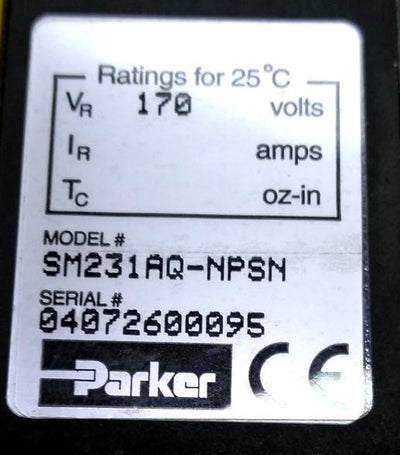 Ratings for 25°C
VR 170 volts
IR amps
TC oz-in
MODEL #
SM231AQ-NPSN
SERIAL #
04072600095
Parker CE